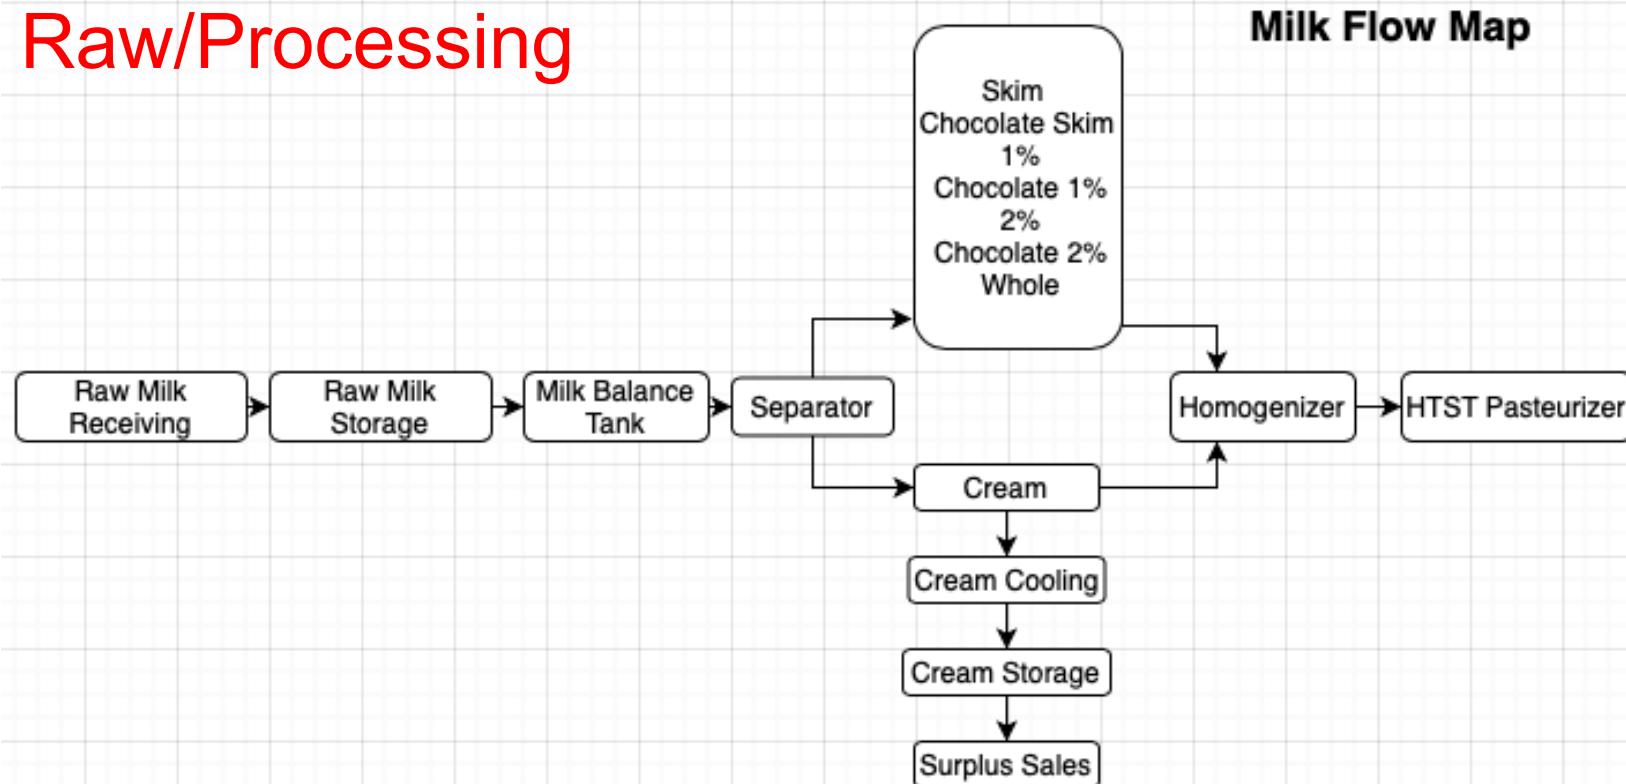 Raw/Processing
Milk Flow Map
Skim
Chocolate Skim
1%
Chocolate 1%
2%
Chocolate 2%
Whole
Raw Milk
Receiving
Raw Milk
Storage
Milk Balance
Tank
Separator
Homogenizer
HTST Pasteurizer
Cream
Cream Cooling
Cream Storage
Surplus Sales